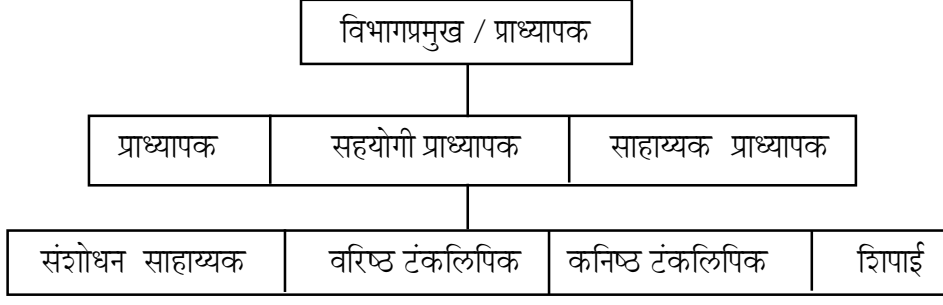 विभागप्रमुख / प्राध्यापक
प्राध्यापक सहयोगी प्राध्यापक साहाय्यक प्राध्यापक
संशोधन साहाय्यक वरिष्ठ टंकलिपिक कनिष्ठ टंकलिपिक शिपाई